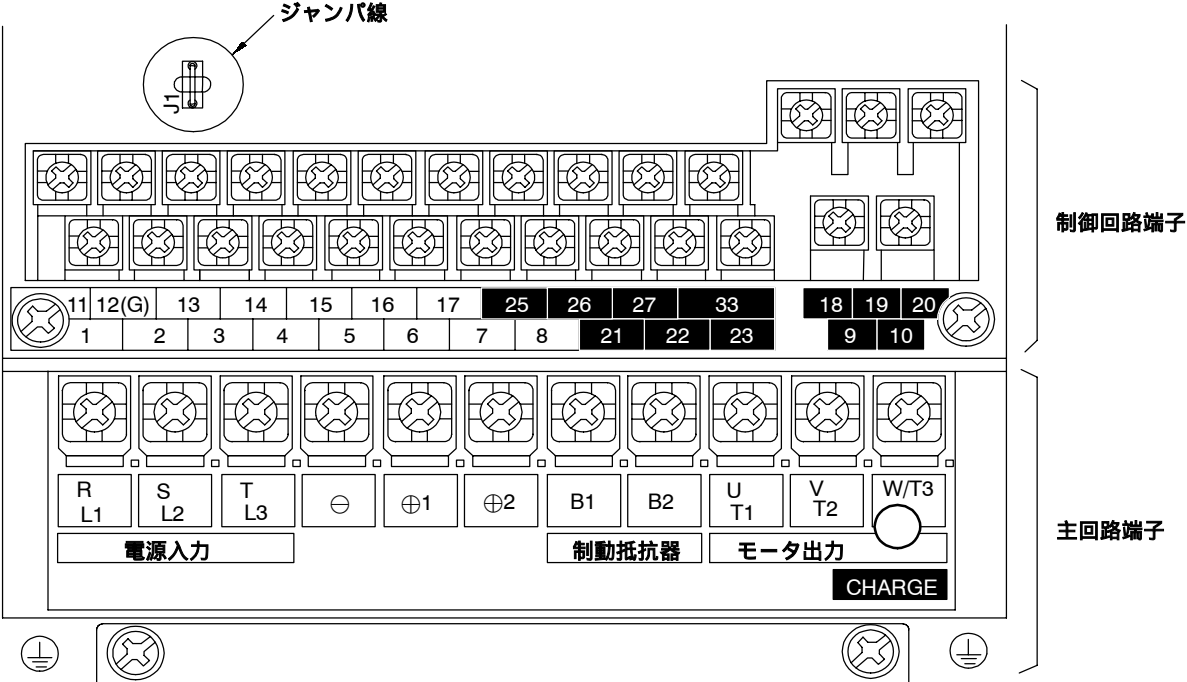 ジャンパ線
J1
制御回路端子
11 12(G) 13 14 15 16 17 25 26 27 33 18 19 20
1 2 3 4 5 6 7 8 21 22 23 9 10
R S T ⊖ ⊕1 ⊕2 B1 B2 U V W/T3
L1 L2 L3 T1 T2
電源入力 制動抵抗器 モータ出力
主回路端子
CHARGE